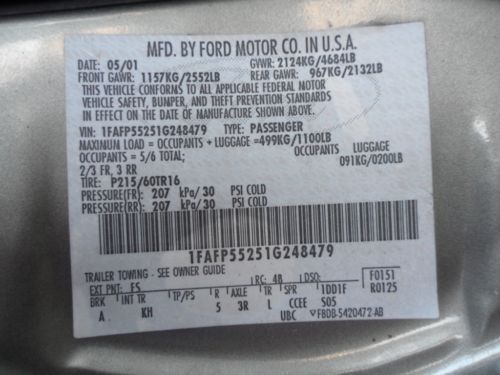 MFD. BY FORD MOTOR CO. IN U.S.A.
DATE: 05/01 GVWR: 2124KG/4684LB
FRONT GAWR: 1157KG/2552LB REAR GAWR: 967KG/2132LB
THIS VEHICLE CONFORMS TO ALL APPLICABLE FEDERAL MOTOR
VEHICLE SAFETY, BUMPER, AND THEFT PREVENTION STANDARDS
IN EFFECT ON THE DATE OF MANUFACTURE SHOWN ABOVE.
VIN: 1FAFP55251G248479 TYPE: PASSENGER
MAXIMUM LOAD = OCCUPANTS + LUGGAGE =499KG/1100LB
OCCUPANTS = 5/6 TOTAL; OCCUPANTS LUGGAGE
2/3 FR, 3 RR 091KG/0200LB
TIRE: P215/60TR16
PRESSURE(FR): 207 kPa/ 30 PSI COLD
PRESSURE(RR): 207 kPa/ 30 PSI COLD
1FAFP55251G248479
TRAILER TOWING - SEE OWNER GUIDE
EXT PNT: FS RC: 48 DSO: F0151
BRK INT TR TP/PS R AXLE TR SPR 1DD1F R0125
A KH 5 3R L CCEE SO5
UBC VF8DB-5420472-AB